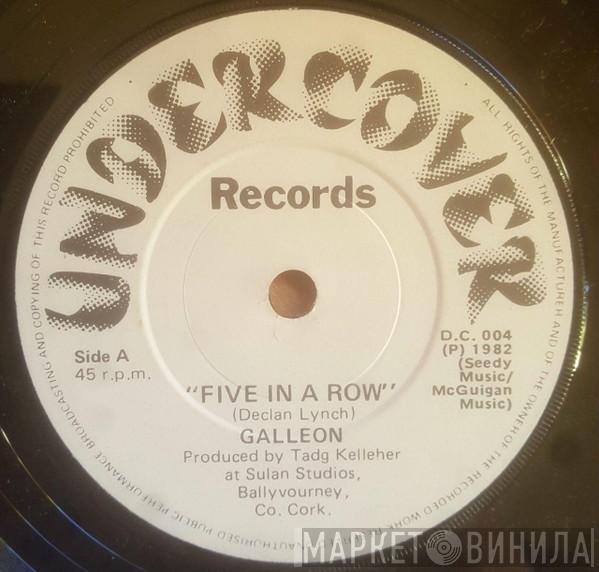 UNDERCOVER
Records
Side A
45 r.p.m.
D.C. 004
(P) 1982
(Seedy
Music/
McGuigan
Music)
"FIVE IN A ROW"
(Declan Lynch)
GALLEON
Produced by Tadg Kelleher
at Sulan Studios,
Ballyvourney,
Co. Cork.
ALL RIGHTS OF THE MANUFACTURER AND OF THE OWNER OF THE RECORDED WORK
UNAUTHORISED PUBLIC PERFORMANCE BROADCASTING AND COPYING OF THIS RECORD PROHIBITED
МАРКЕТ ВИНИЛА